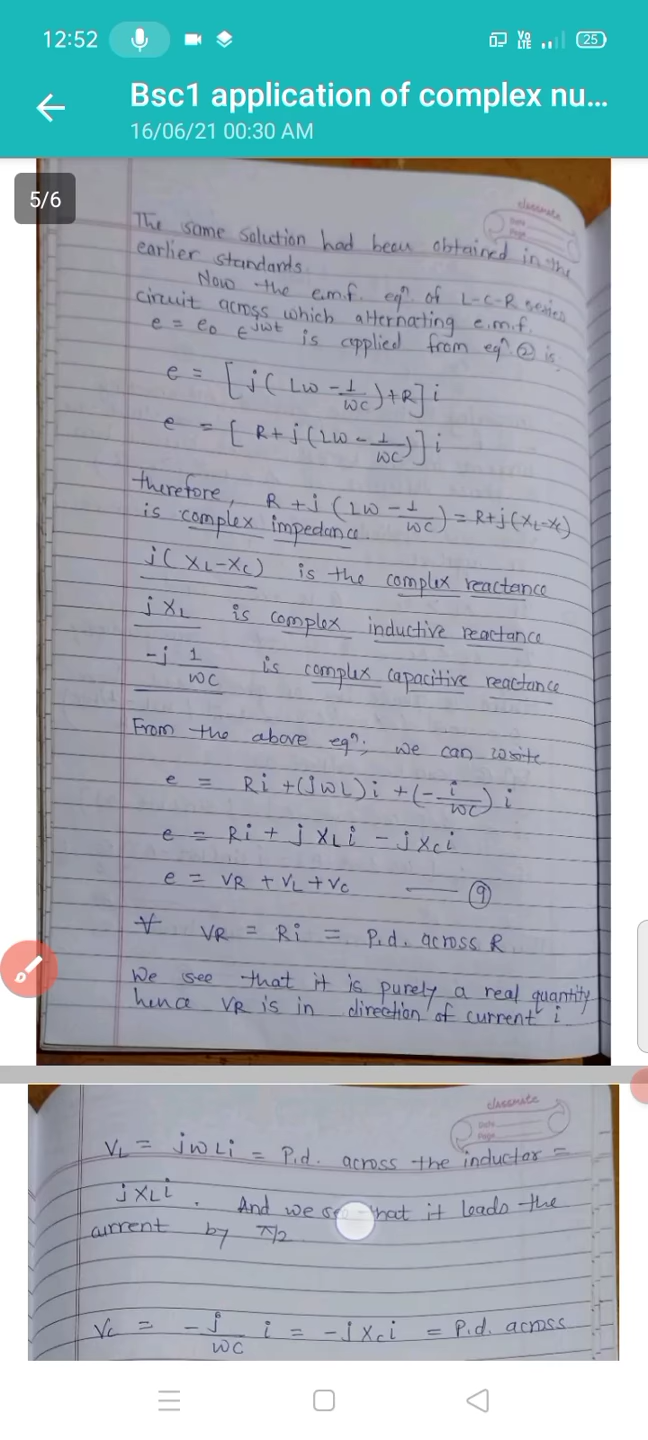 12:52
Vo LTE
25
Bsc1 application of complex nu...
16/06/21 00:30 AM
5/6
classmate
Date
Page
The same solution had been obtained in the
earlier standards.
Now the e.m.f. eqⁿ of L-C-R series
circuit across which alternating e.m.f.
e = e₀ ϵ^jωt is applied from eqⁿ. ② is
e = [j(Lω - 1/ωC) + R] i
e = [R + j(Lω - 1/ωC)] i
therefore, R + j(Lω - 1/ωC) = R + j(XL-Xc)
is complex impedance.
j(XL-Xc) is the complex reactance
jXL is complex inductive reactance
-j 1/ωC is complex capacitive reactance
From the above eqⁿ; we can write
e = Ri + (jωL)i + (-j/ωC) i
e = Ri + jXLi - jXci
e = VR + VL + Vc —— ⑨
∀ VR = Ri = P.d. across R
We see that it is purely a real quantity
hence VR is in direction of current i
classmate
Date
Page
VL = jωLi = P.d. across the inductor =
jXLi. And we see that it leads the
current by π/2
Vc = -j/ωC i = -jXci = P.d. across